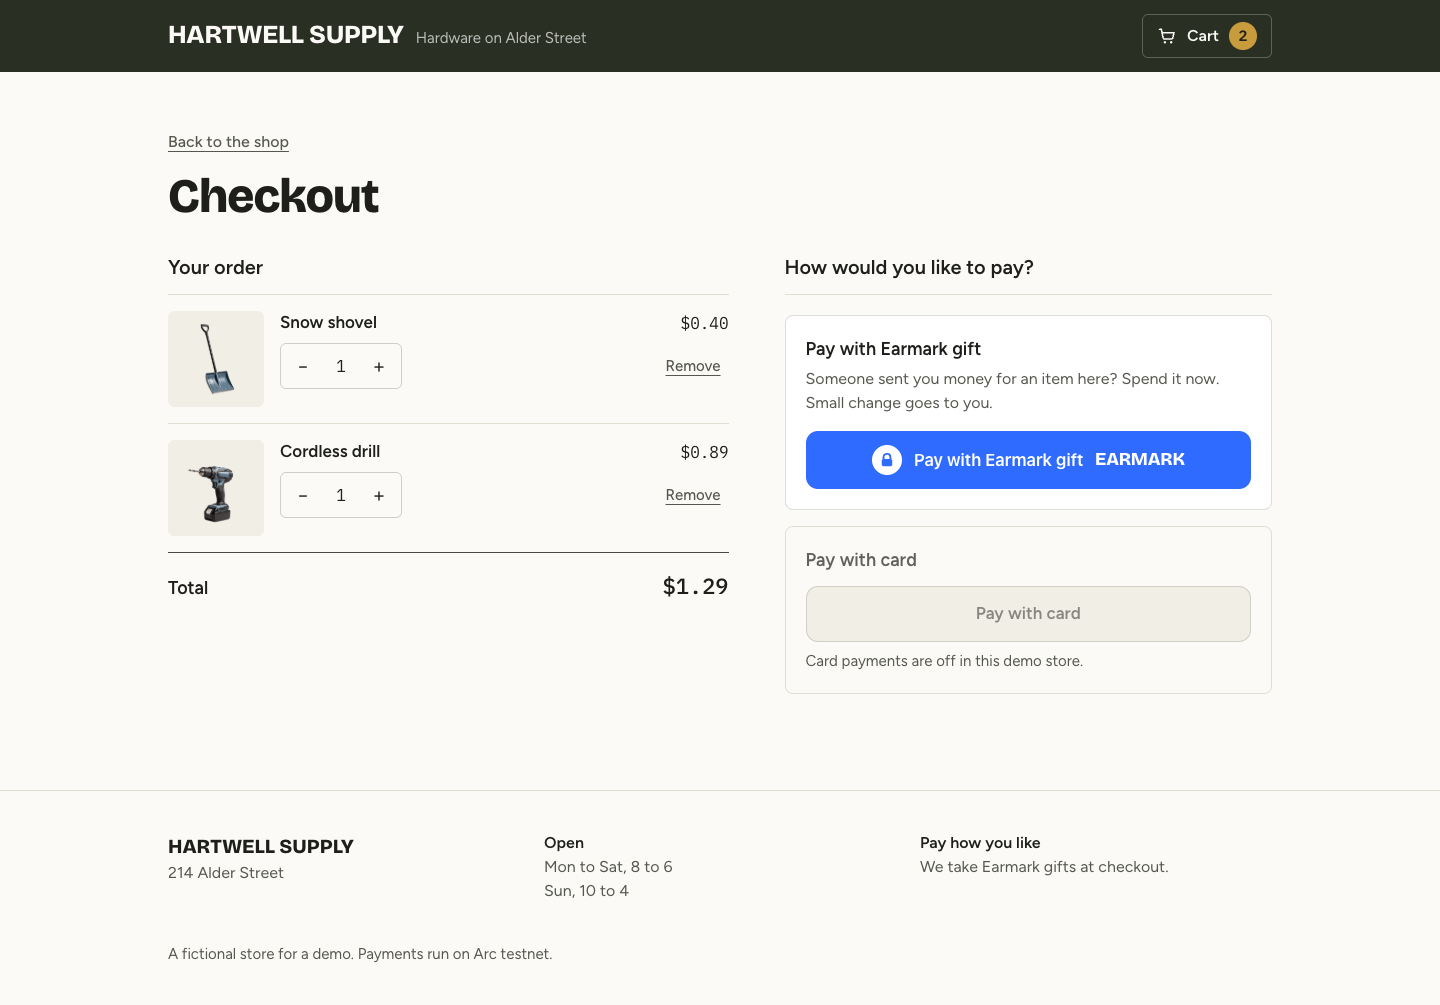 HARTWELL SUPPLY Hardware on Alder Street
Cart 2
Back to the shop
Checkout
Your order
Snow shovel $0.40
− 1 + Remove
Cordless drill $0.89
− 1 + Remove
Total $1.29
How would you like to pay?
Pay with Earmark gift
Someone sent you money for an item here? Spend it now.
Small change goes to you.
Pay with Earmark gift EARMARK
Pay with card
Pay with card
Card payments are off in this demo store.
HARTWELL SUPPLY
214 Alder Street
Open
Mon to Sat, 8 to 6
Sun, 10 to 4
Pay how you like
We take Earmark gifts at checkout.
A fictional store for a demo. Payments run on Arc testnet.